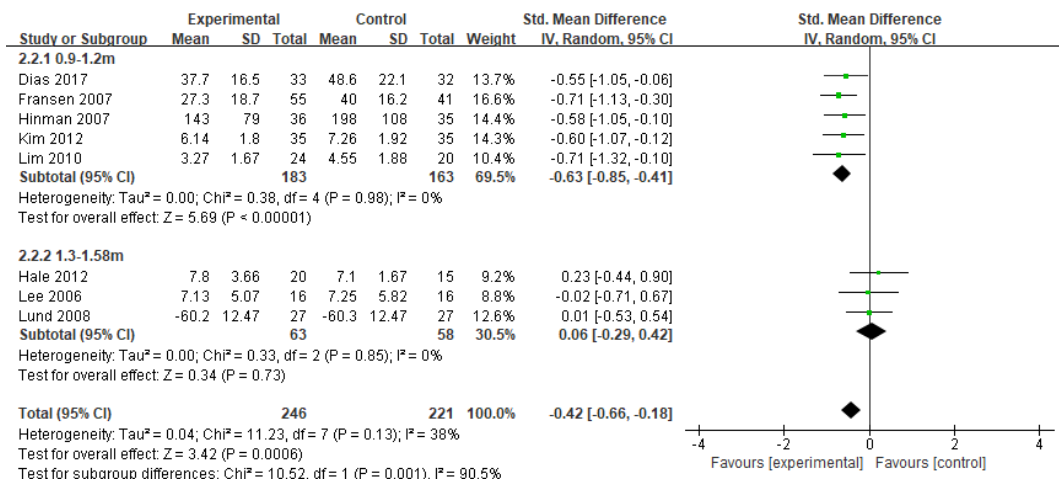 Experimental Control Std. Mean Difference Std. Mean Difference
Study or Subgroup Mean SD Total Mean SD Total Weight IV, Random, 95% CI IV, Random, 95% CI
2.2.1 0.9-1.2m
Dias 2017 37.7 16.5 33 48.6 22.1 32 13.7% -0.55 [-1.05, -0.06]
Fransen 2007 27.3 18.7 55 40 16.2 41 16.6% -0.71 [-1.13, -0.30]
Hinman 2007 143 79 36 198 108 35 14.4% -0.58 [-1.05, -0.10]
Kim 2012 6.14 1.8 35 7.26 1.92 35 14.3% -0.60 [-1.07, -0.12]
Lim 2010 3.27 1.67 24 4.55 1.88 20 10.4% -0.71 [-1.32, -0.10]
Subtotal (95% CI) 183 163 69.5% -0.63 [-0.85, -0.41]
Heterogeneity: Tau² = 0.00; Chi² = 0.38, df = 4 (P = 0.98); I² = 0%
Test for overall effect: Z = 5.69 (P < 0.00001)
2.2.2 1.3-1.58m
Hale 2012 7.8 3.66 20 7.1 1.67 15 9.2% 0.23 [-0.44, 0.90]
Lee 2006 7.13 5.07 16 7.25 5.82 16 8.8% -0.02 [-0.71, 0.67]
Lund 2008 -60.2 12.47 27 -60.3 12.47 27 12.6% 0.01 [-0.53, 0.54]
Subtotal (95% CI) 63 58 30.5% 0.06 [-0.29, 0.42]
Heterogeneity: Tau² = 0.00; Chi² = 0.33, df = 2 (P = 0.85); I² = 0%
Test for overall effect: Z = 0.34 (P = 0.73)
Total (95% CI) 246 221 100.0% -0.42 [-0.66, -0.18]
Heterogeneity: Tau² = 0.04; Chi² = 11.23, df = 7 (P = 0.13); I² = 38%
Test for overall effect: Z = 3.42 (P = 0.0006)
Test for subgroup differences: Chi² = 10.52, df = 1 (P = 0.001), I² = 90.5%
-4 -2 0 2 4
Favours [experimental] Favours [control]